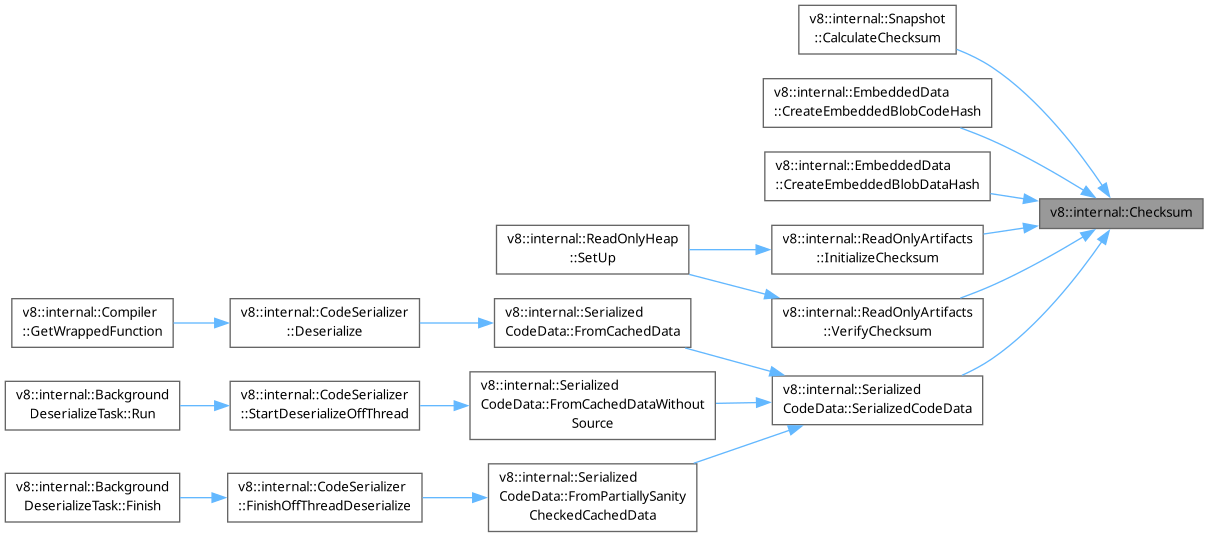 v8::internal::Snapshot
::CalculateChecksum
v8::internal::EmbeddedData
::CreateEmbeddedBlobCodeHash
v8::internal::EmbeddedData
::CreateEmbeddedBlobDataHash
v8::internal::Checksum
v8::internal::ReadOnlyHeap
::SetUp
v8::internal::ReadOnlyArtifacts
::InitializeChecksum
v8::internal::Compiler
::GetWrappedFunction
v8::internal::CodeSerializer
::Deserialize
v8::internal::Serialized
CodeData::FromCachedData
v8::internal::ReadOnlyArtifacts
::VerifyChecksum
v8::internal::Background
DeserializeTask::Run
v8::internal::CodeSerializer
::StartDeserializeOffThread
v8::internal::Serialized
CodeData::FromCachedDataWithout
Source
v8::internal::Serialized
CodeData::SerializedCodeData
v8::internal::Background
DeserializeTask::Finish
v8::internal::CodeSerializer
::FinishOffThreadDeserialize
v8::internal::Serialized
CodeData::FromPartiallySanity
CheckedCachedData